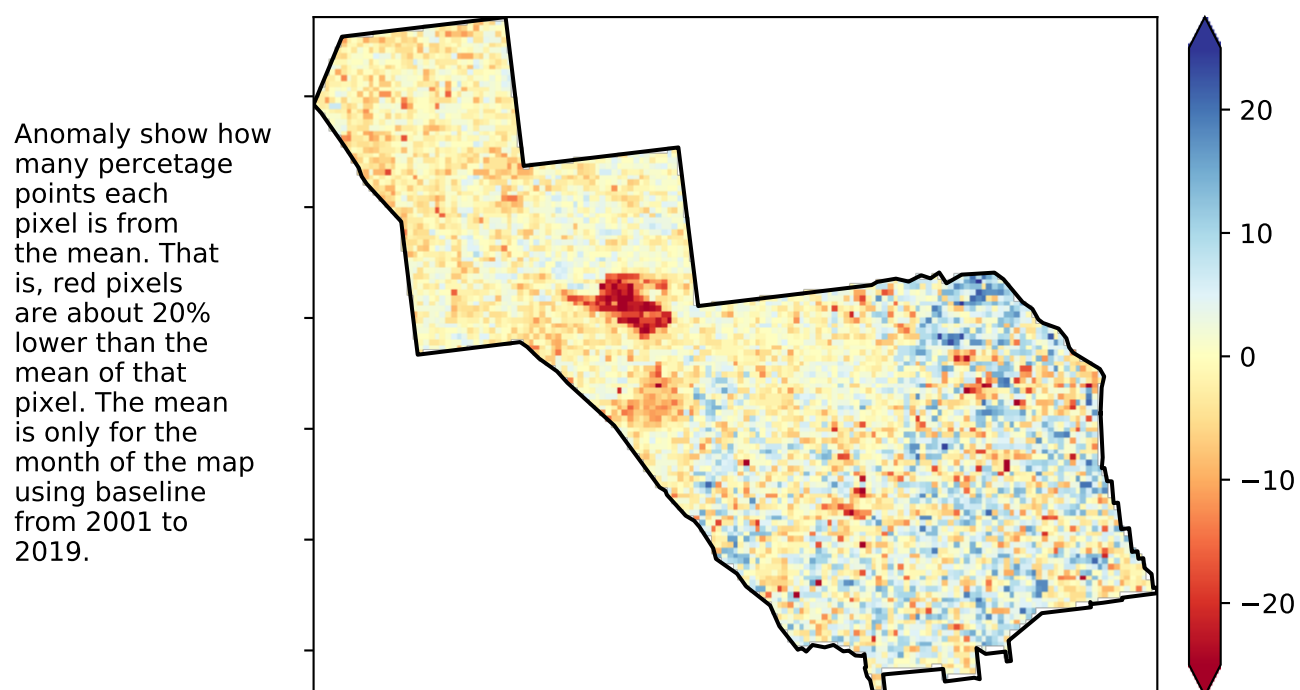 Anomaly show how
many percetage
points each
pixel is from
the mean. That
is, red pixels
are about 20%
lower than the
mean of that
pixel. The mean
is only for the
month of the map
using baseline
from 2001 to
2019.
20
10
0
−10
−20